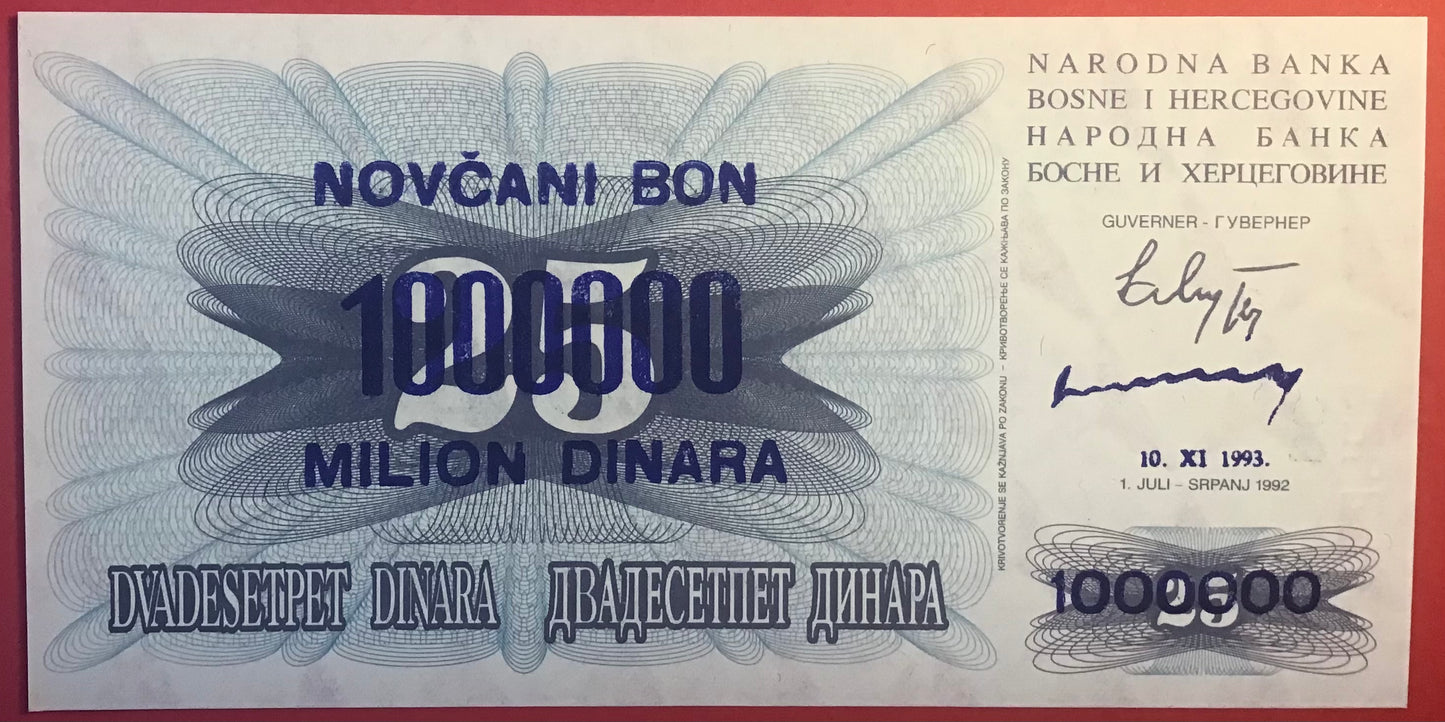 NOVČANI BON
25
1000000
MILION DINARA
DVADESETPET DINARA ДВАДЕСЕТПЕТ ДИНАРА
KRIVOTVORENJE SE KAŽNJAVA PO ZAKONU – КРИВОТВОРЕЊЕ СЕ КАЖЊАВА ПО ЗАКОНУ
NARODNA BANKA
BOSNE I HERCEGOVINE
НАРОДНА БАНКА
БОСНЕ И ХЕРЦЕГОВИНЕ
GUVERNER - ГУВЕРНЕР
10. XI 1993.
1. JULI – SRPANJ 1992
1000000
25